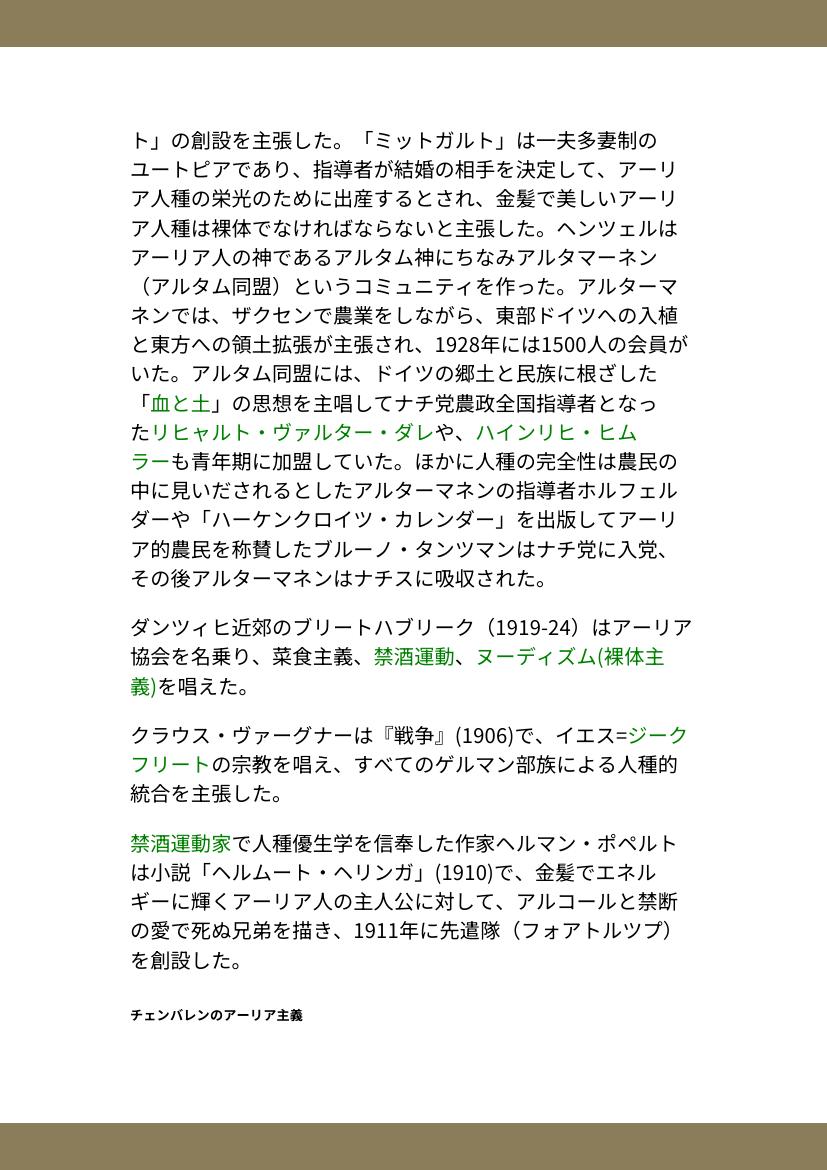 ト」の創設を主張した。「ミットガルト」は一夫多妻制の
ユートピアであり、指導者が結婚の相手を決定して、アーリ
ア人種の栄光のために出産するとされ、金髪で美しいアーリ
ア人種は裸体でなければならないと主張した。ヘンツェルは
アーリア人の神であるアルタム神にちなみアルタマーネン
（アルタム同盟）というコミュニティを作った。アルターマ
ネンでは、ザクセンで農業をしながら、東部ドイツへの入植
と東方への領土拡張が主張され、1928年には1500人の会員が
いた。アルタム同盟には、ドイツの郷土と民族に根ざした
「血と土」の思想を主唱してナチ党農政全国指導者となっ
たリヒャルト・ヴァルター・ダレや、ハインリヒ・ヒム
ラーも青年期に加盟していた。ほかに人種の完全性は農民の
中に見いだされるとしたアルターマネンの指導者ホルフェル
ダーや「ハーケンクロイツ・カレンダー」を出版してアーリ
ア的農民を称賛したブルーノ・タンツマンはナチ党に入党、
その後アルターマネンはナチスに吸収された。
ダンツィヒ近郊のブリートハブリーク（1919-24）はアーリア
協会を名乗り、菜食主義、禁酒運動、ヌーディズム(裸体主
義)を唱えた。
クラウス・ヴァーグナーは『戦争』(1906)で、イエス=ジーク
フリートの宗教を唱え、すべてのゲルマン部族による人種的
統合を主張した。
禁酒運動家で人種優生学を信奉した作家ヘルマン・ポペルト
は小説「ヘルムート・ヘリンガ」(1910)で、金髪でエネル
ギーに輝くアーリア人の主人公に対して、アルコールと禁断
の愛で死ぬ兄弟を描き、1911年に先遣隊（フォアトルツプ）
を創設した。
チェンバレンのアーリア主義